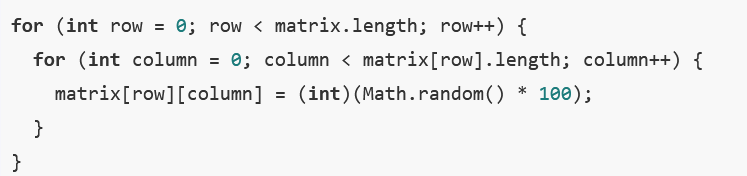 for (int row = 0; row < matrix.length; row++) {
  for (int column = 0; column < matrix[row].length; column++) {
    matrix[row][column] = (int)(Math.random() * 100);
  }
}